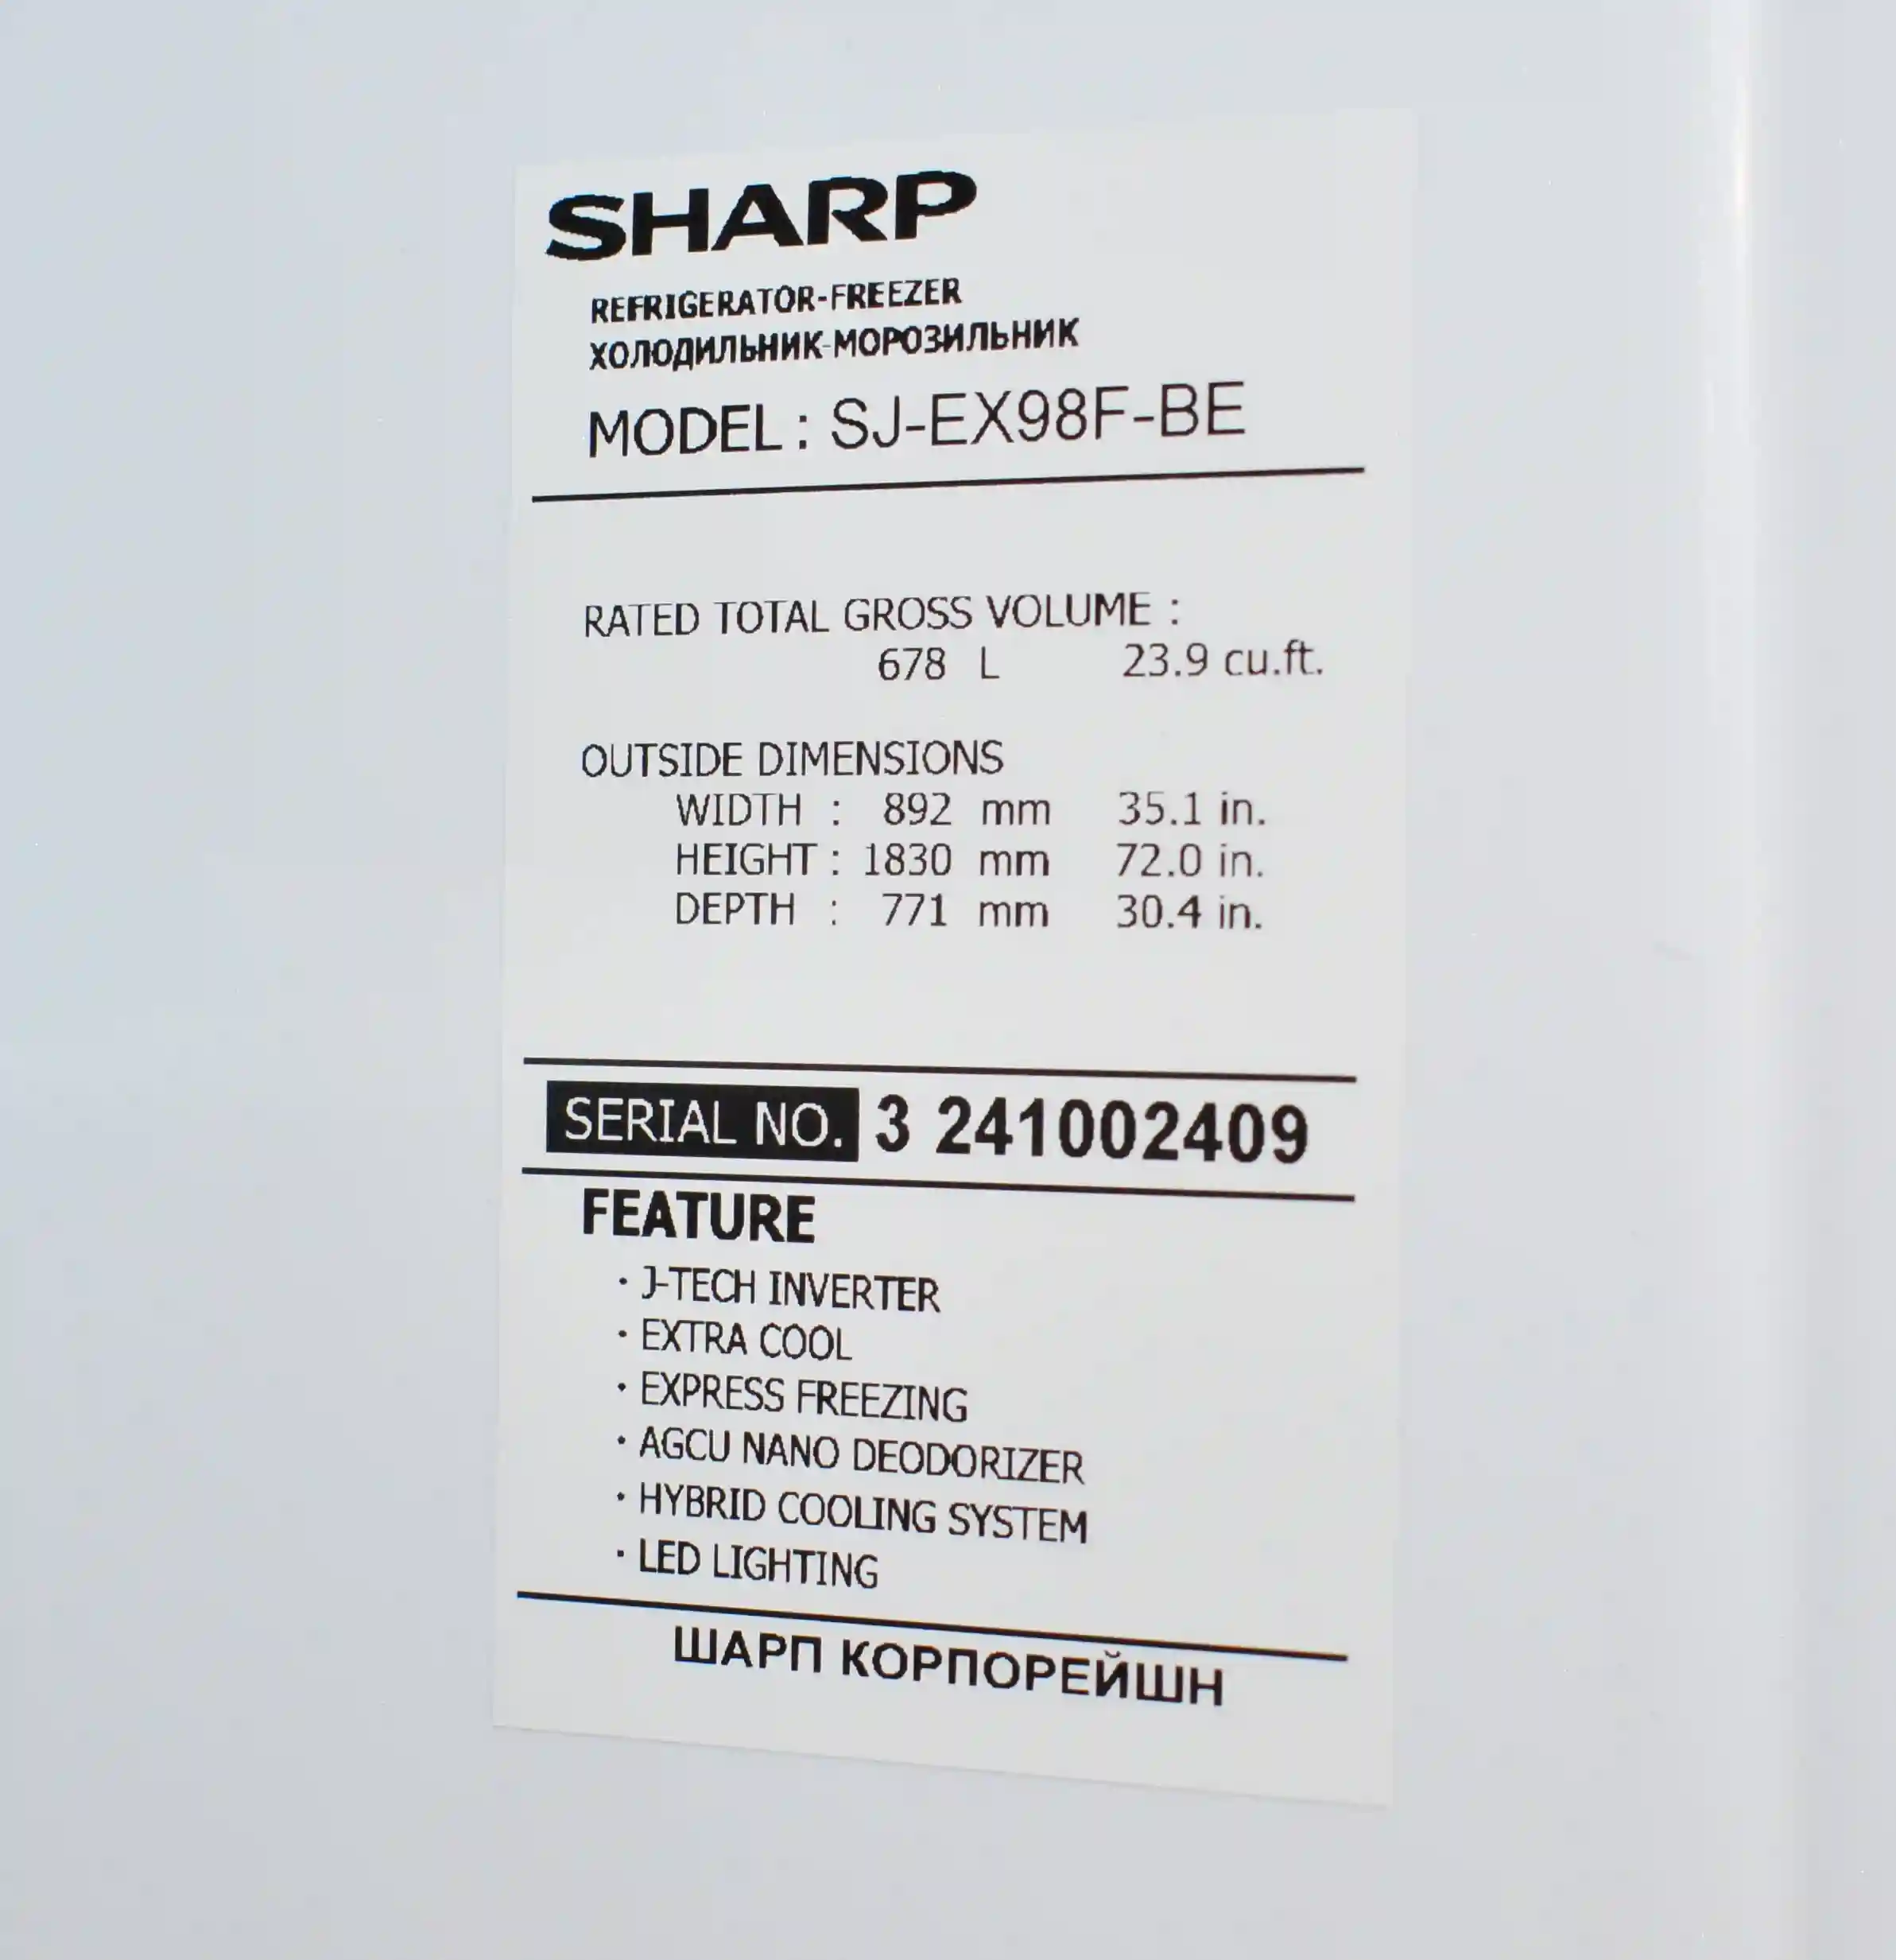 SHARP
REFRIGERATOR-FREEZER
ХОЛОДИЛЬНИК-МОРОЗИЛЬНИК
MODEL : SJ-EX98F-BE
RATED TOTAL GROSS VOLUME :
678 L 23.9 cu.ft.
OUTSIDE DIMENSIONS
WIDTH : 892 mm 35.1 in.
HEIGHT : 1830 mm 72.0 in.
DEPTH : 771 mm 30.4 in.
SERIAL NO. 3 241002409
FEATURE
· J-TECH INVERTER
· EXTRA COOL
· EXPRESS FREEZING
· AGCU NANO DEODORIZER
· HYBRID COOLING SYSTEM
· LED LIGHTING
ШАРП КОРПОРЕЙШН